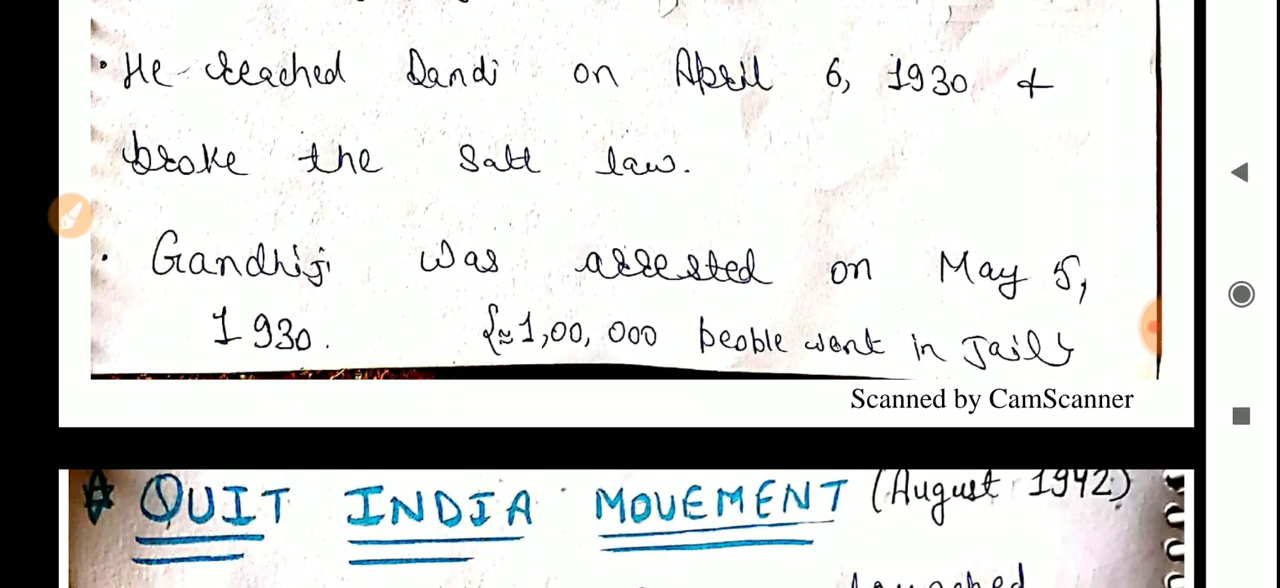 • He reached Dandi on April 6, 1930 &
broke the Salt law.
• Gandhiji was arrested on May 5,
1930. {≈1,00,000 people went in Jail}
Scanned by CamScanner
QUIT INDIA MOVEMENT (August 1942)
launched